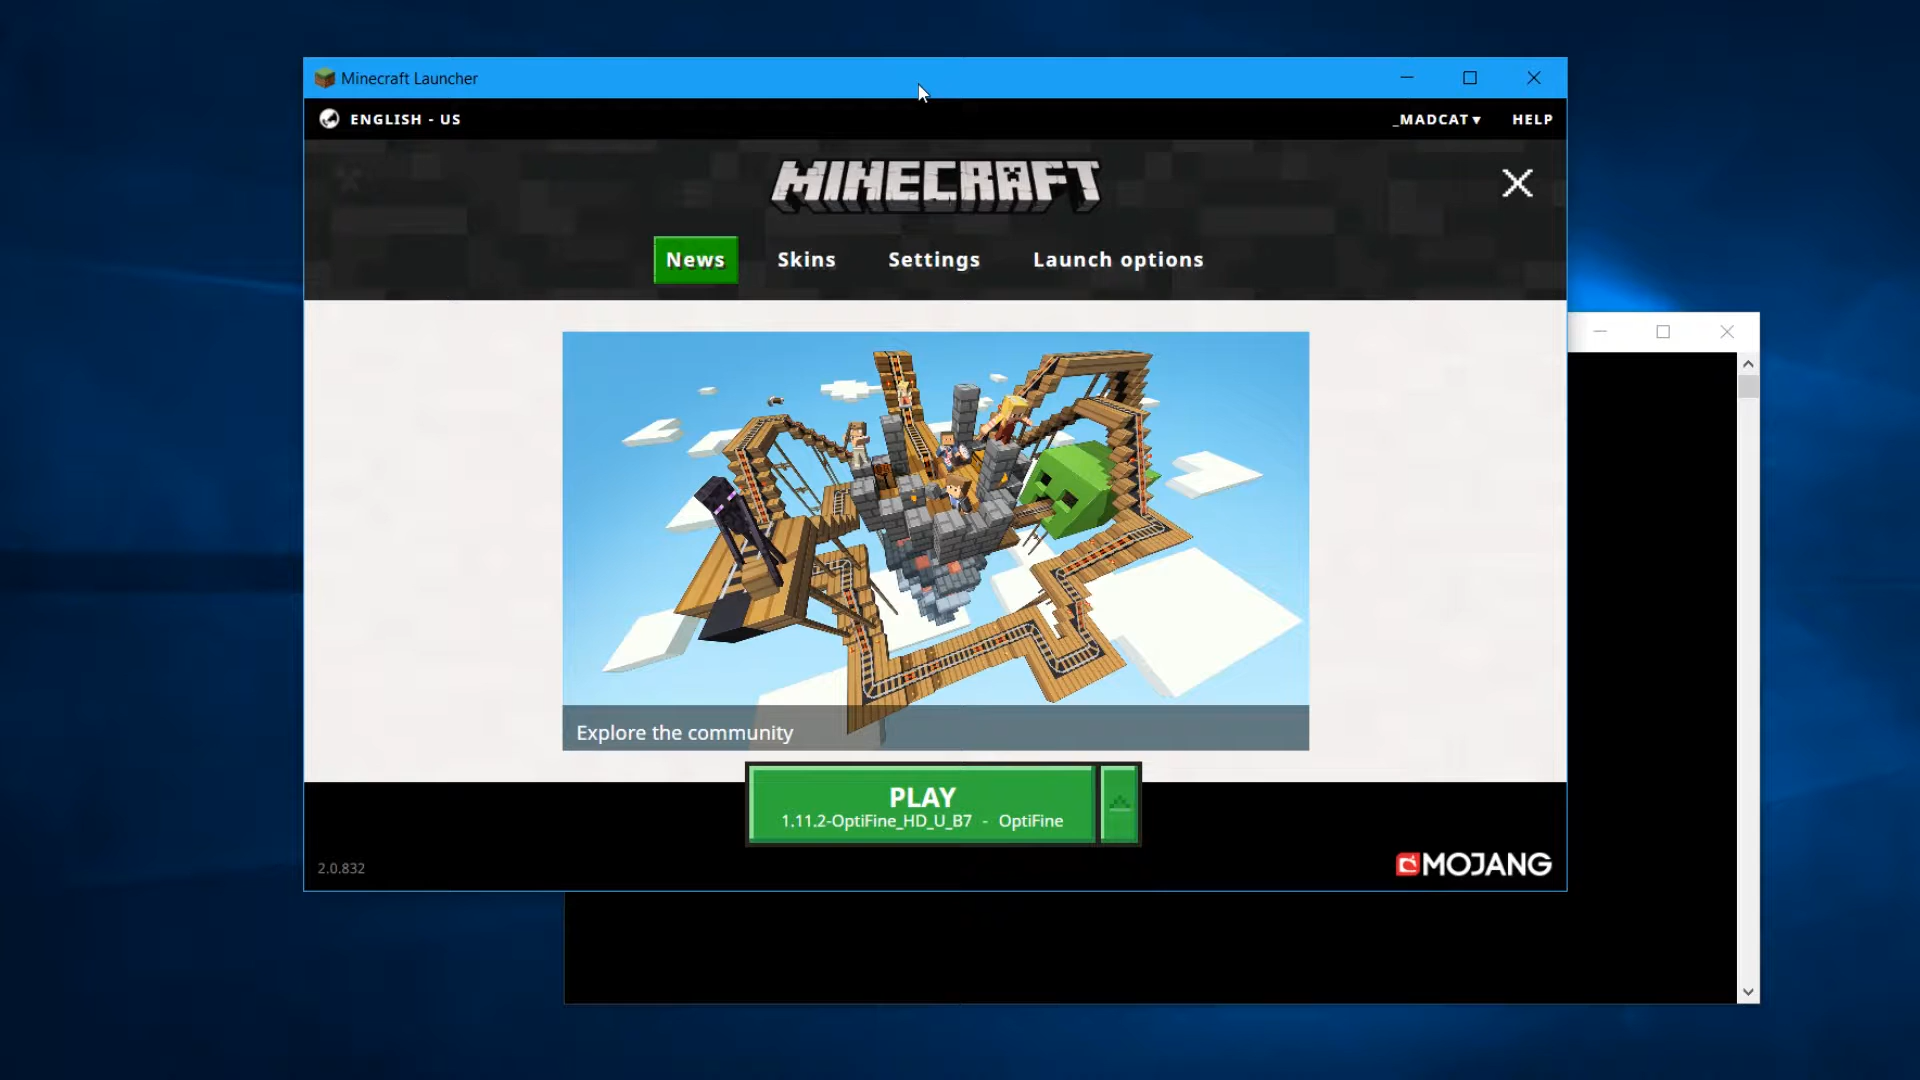 Minecraft Launcher
ENGLISH - US
_MADCAT▼
HELP
MINECRAFT
News
Skins
Settings
Launch options
Explore the community
PLAY
1.11.2-OptiFine_HD_U_B7 - OptiFine
2.0.832
MOJANG